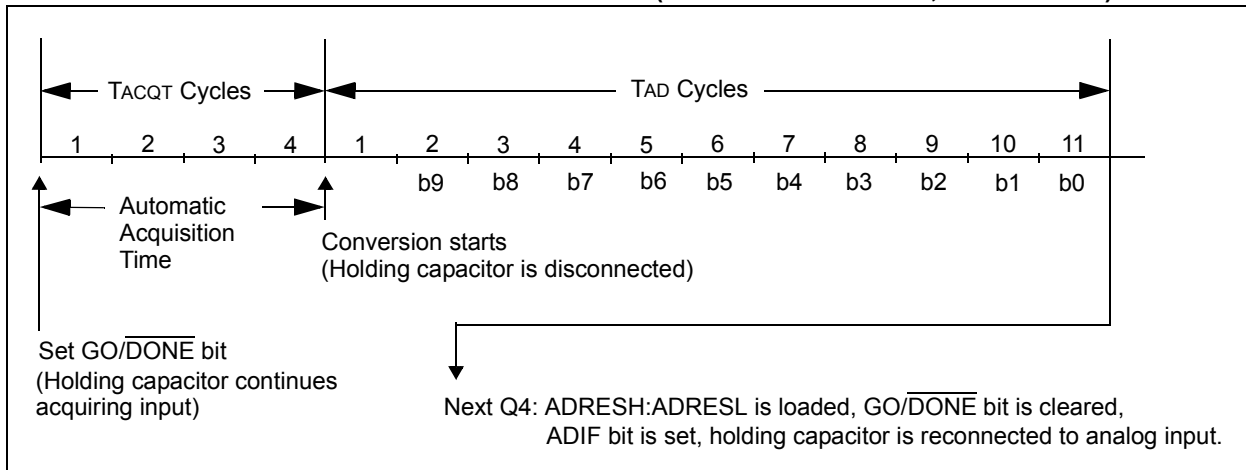 TACQT Cycles
TAD Cycles
1 2 3 4 1 2 3 4 5 6 7 8 9 10 11
b9 b8 b7 b6 b5 b4 b3 b2 b1 b0
Automatic
Acquisition
Time
Conversion starts
(Holding capacitor is disconnected)
Set GO/DONE bit
(Holding capacitor continues
acquiring input)
Next Q4: ADRESH:ADRESL is loaded, GO/DONE bit is cleared,
ADIF bit is set, holding capacitor is reconnected to analog input.